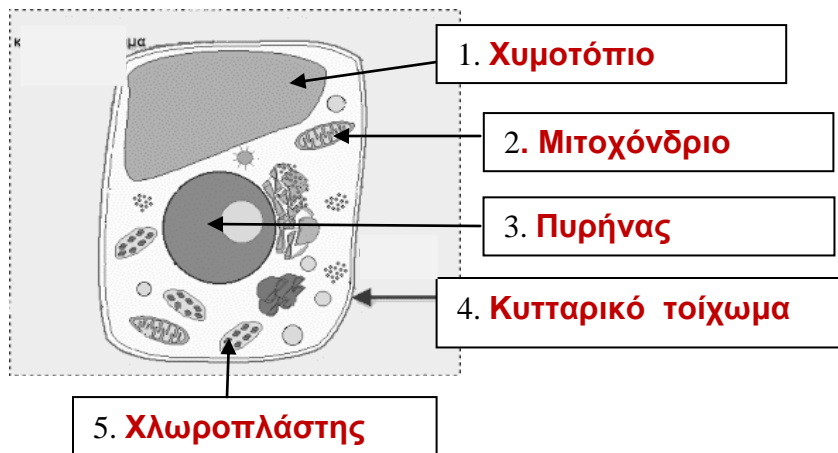 1. Χυμοτόπιο
2. Μιτοχόνδριο
3. Πυρήνας
4. Κυτταρικό τοίχωμα
5. Χλωροπλάστης